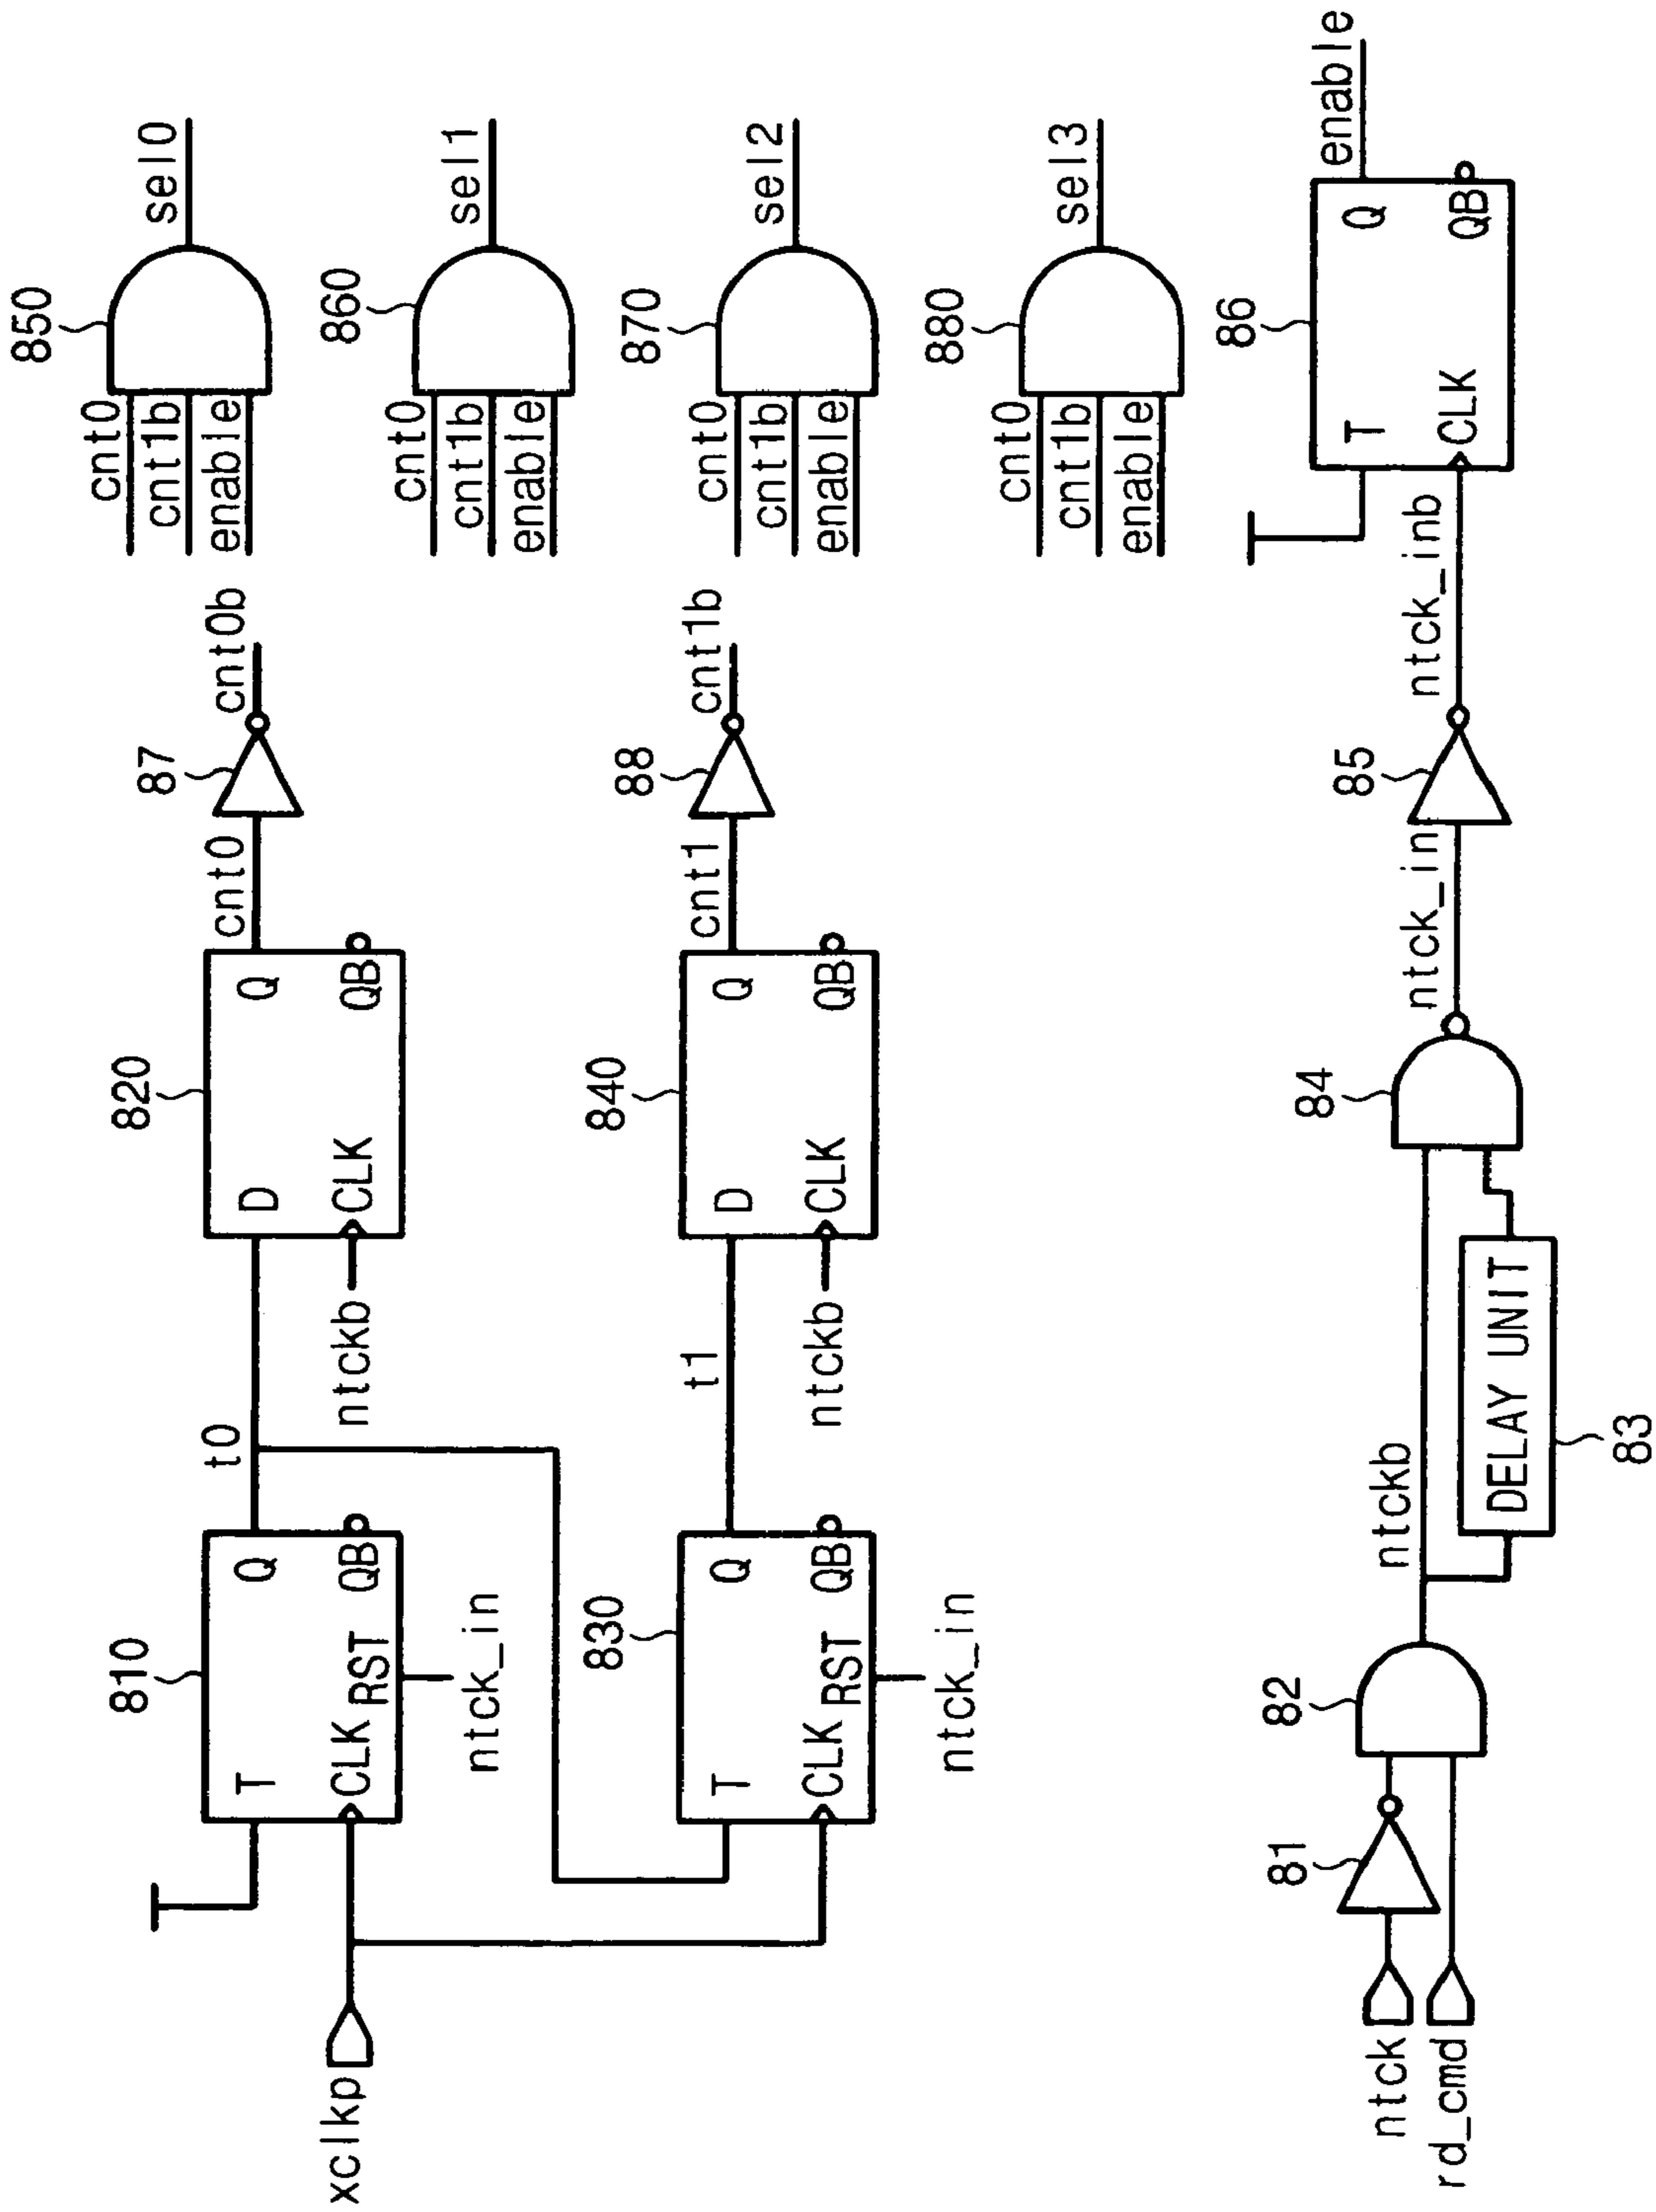 xclkp
T
CLK
RST
Q
QB
810
ntck_in
t0
D
CLK
Q
QB
820
ntckb
cnt0
87
cnt0b
T
CLK
RST
Q
QB
830
ntck_in
t1
D
CLK
Q
QB
840
ntckb
cnt1
88
cnt1b
850
cnt0
cnt1b
enable
sel0
860
cnt0
cnt1b
enable
sel1
870
cnt0
cnt1b
enable
sel2
880
cnt0
cnt1b
enable
sel3
ntck
rd_cmd
81
82
ntckb
DELAY UNIT
83
84
ntck_in
85
ntck_inb
T
CLK
Q
QB
86
enable